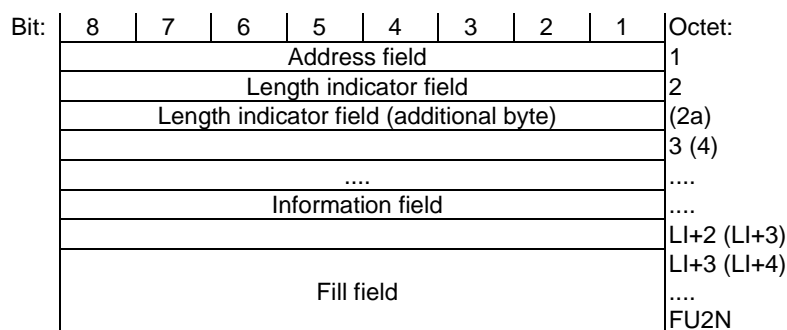 Bit: 8 7 6 5 4 3 2 1 Octet:
Address field 1
Length indicator field 2
Length indicator field (additional byte) (2a)
3 (4)
.... ....
Information field ....
LI+2 (LI+3)
LI+3 (LI+4)
Fill field ....
FU2N